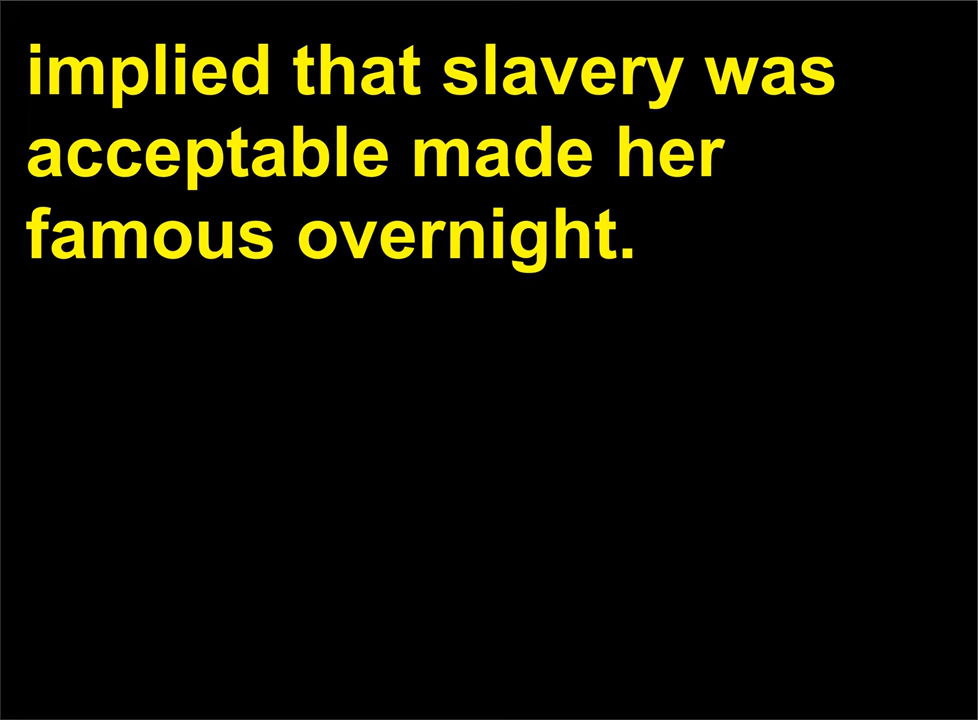 implied that slavery was
acceptable made her
famous overnight.